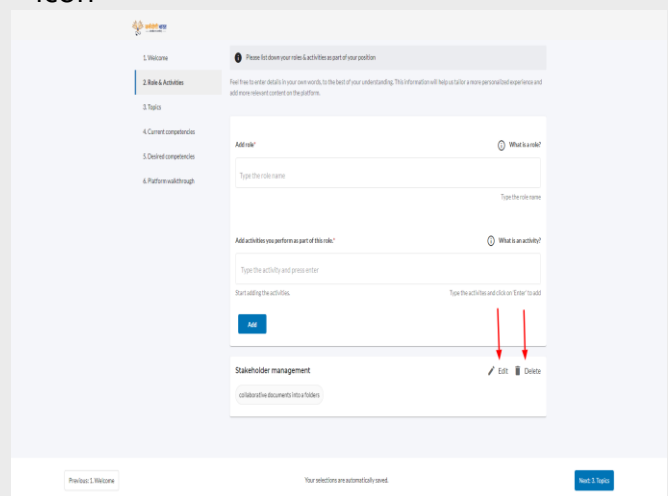 1. Welcome
2. Role & Activities
3. Topics
4. Current competencies
5. Desired competencies
6. Platform walkthrough
Please list down your roles & activities as part of your position
Feel free to enter details in your own words, to the best of your understanding. This information will help us tailor a more personalized experience and
add more relevant content on the platform.
Add role*
What is a role?
Type the role name
Type the role name
Add activities you perform as part of this role.*
What is an activity?
Type the activity and press enter
Start adding the activities.
Type the activites and click on 'Enter' to add
Add
Stakeholder management
Edit
Delete
collaborative documents into a folders
Previous: 1. Welcome
Your selections are automatically saved.
Next: 3. Topics